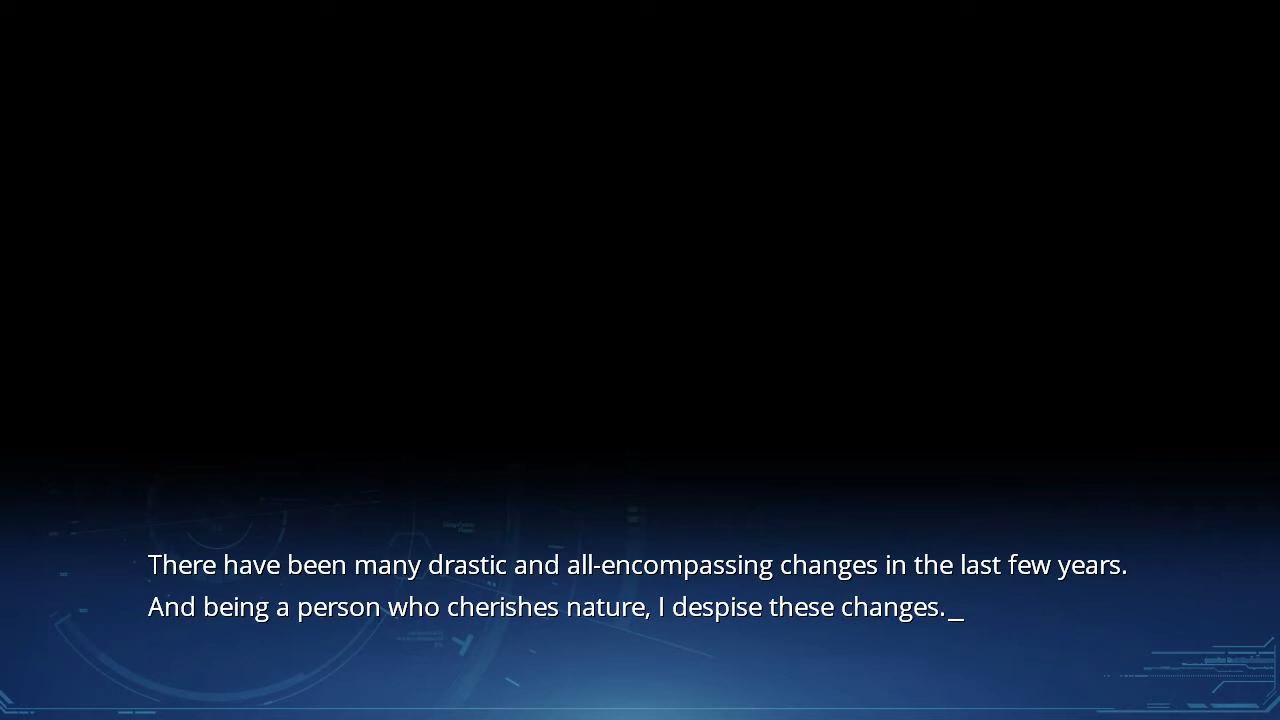 There have been many drastic and all-encompassing changes in the last few years.
And being a person who cherishes nature, I despise these changes._